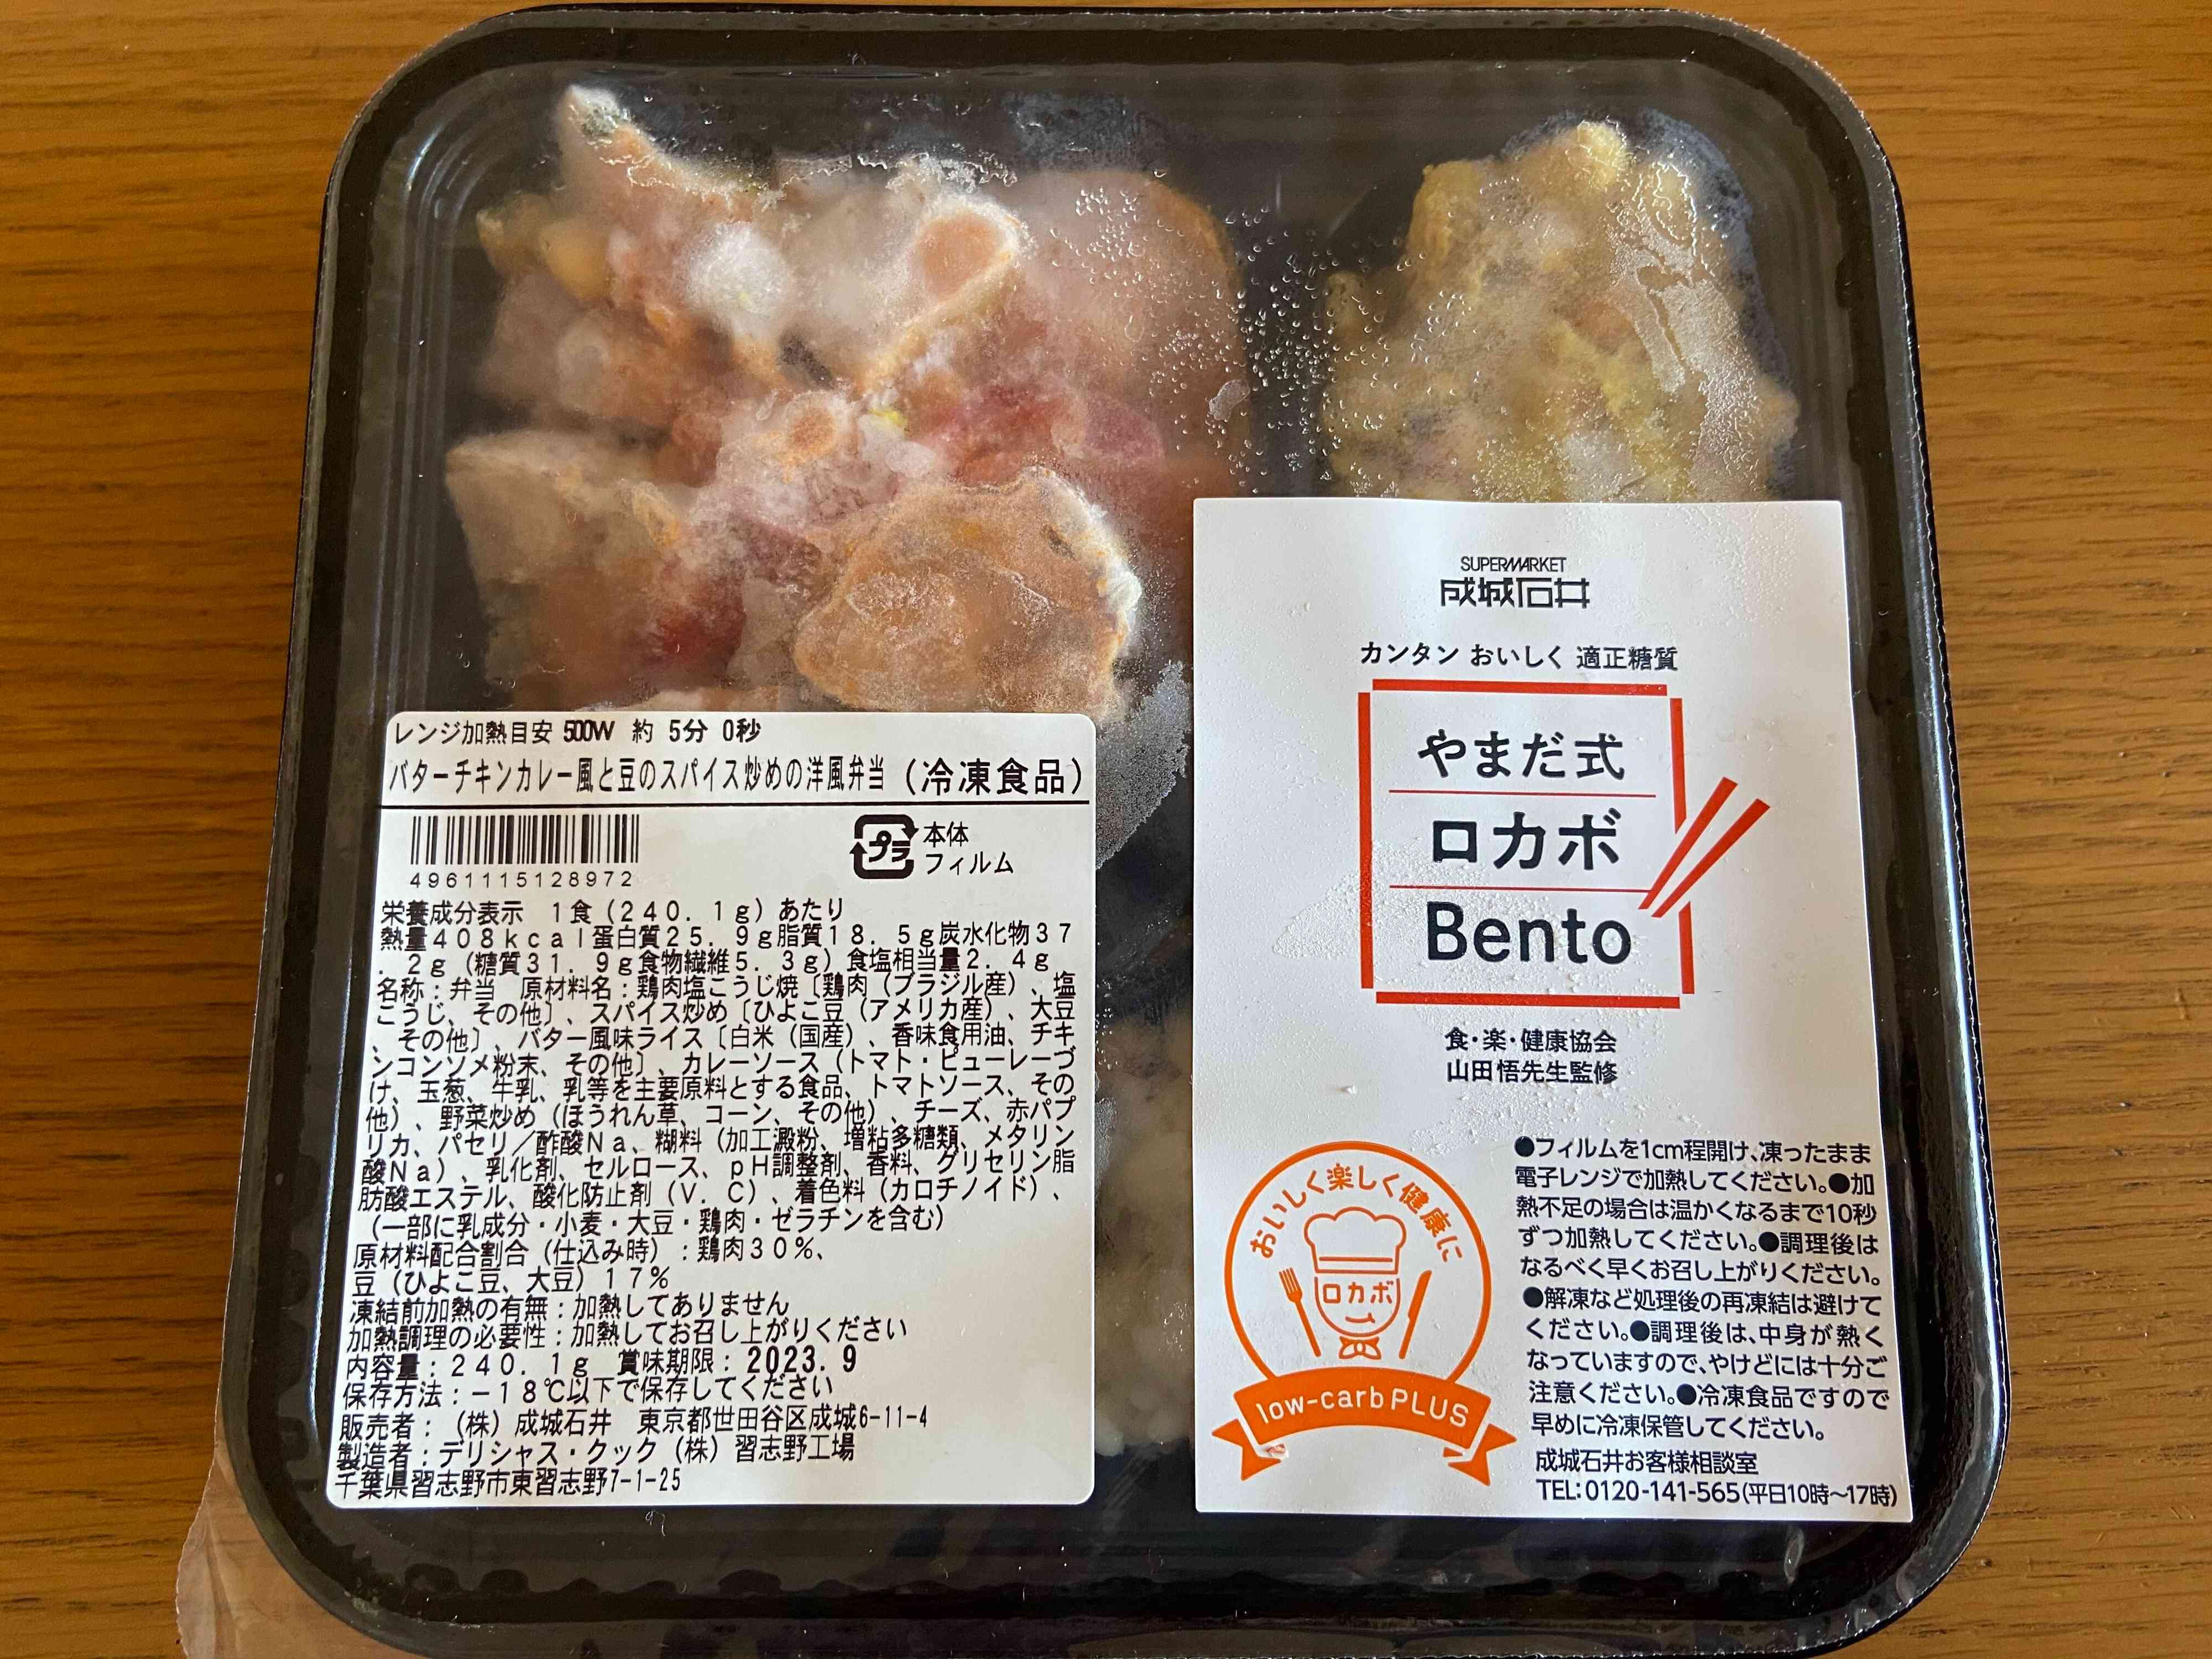 レンジ加熱目安 500W 約 5分 0秒
バターチキンカレー風と豆のスパイス炒めの洋風弁当（冷凍食品）
4961115128972
プラ
本体
フィルム
栄養成分表示 1食（240．1g）あたり
熱量408kcal蛋白質25．9g脂質18．5g炭水化物37
．2g（糖質31．9g食物繊維5．3g）食塩相当量2．4g
名称：弁当 原材料名：鶏肉塩こうじ焼〔鶏肉（ブラジル産）、塩
こうじ、その他〕、スパイス炒め〔ひよこ豆（アメリカ産）、大豆
、その他〕、バター風味ライス〔白米（国産）、香味食用油、チキ
ンコンソメ粉末、その他〕、カレーソース（トマト・ピューレーづ
け、玉葱、牛乳、乳等を主要原料とする食品、トマトソース、その
他）、野菜炒め（ほうれん草、コーン、その他）、チーズ、赤パプ
リカ、パセリ／酢酸Na、糊料（加工澱粉、増粘多糖類、メタリン
酸Na）、乳化剤、セルロース、pH調整剤、香料、グリセリン脂
肪酸エステル、酸化防止剤（V．C）、着色料（カロチノイド）、
（一部に乳成分・小麦・大豆・鶏肉・ゼラチンを含む）
原材料配合割合（仕込み時）：鶏肉30％、
豆（ひよこ豆、大豆）17％
凍結前加熱の有無：加熱してありません
加熱調理の必要性：加熱してお召し上がりください
内容量：240．1g 賞味期限：2023.9
保存方法：－18℃以下で保存してください
販売者：（株）成城石井 東京都世田谷区成城6-11-4
製造者：デリシャス・クック（株）習志野工場
千葉県習志野市東習志野7-1-25
SUPERMARKET
成城石井
カンタン おいしく 適正糖質
やまだ式
ロカボ
Bento
食・楽・健康協会
山田悟先生監修
おいしく楽しく健康に
ロカボ
low-carb PLUS
●フィルムを1cm程開け、凍ったまま
電子レンジで加熱してください。●加
熱不足の場合は温かくなるまで10秒
ずつ加熱してください。●調理後は
なるべく早くお召し上がりください。
●解凍など処理後の再凍結は避けて
ください。●調理後は、中身が熱く
なっていますので、やけどには十分ご
注意ください。●冷凍食品ですので
早めに冷凍保管してください。
成城石井お客様相談室
TEL:0120-141-565(平日10時〜17時)